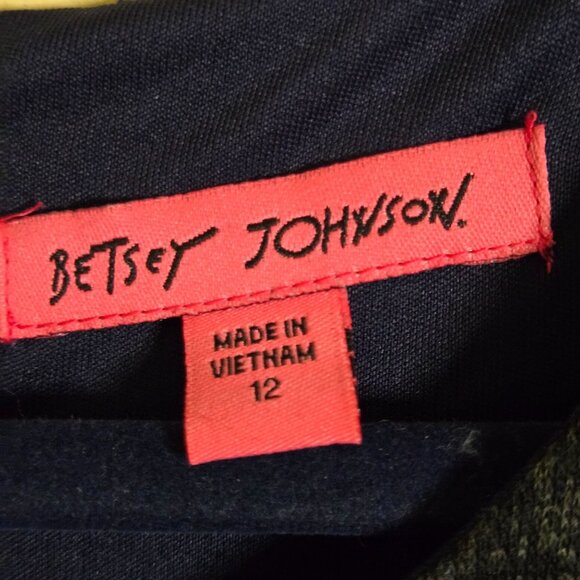 BETSEY JOHNSON.
MADE IN
VIETNAM
12